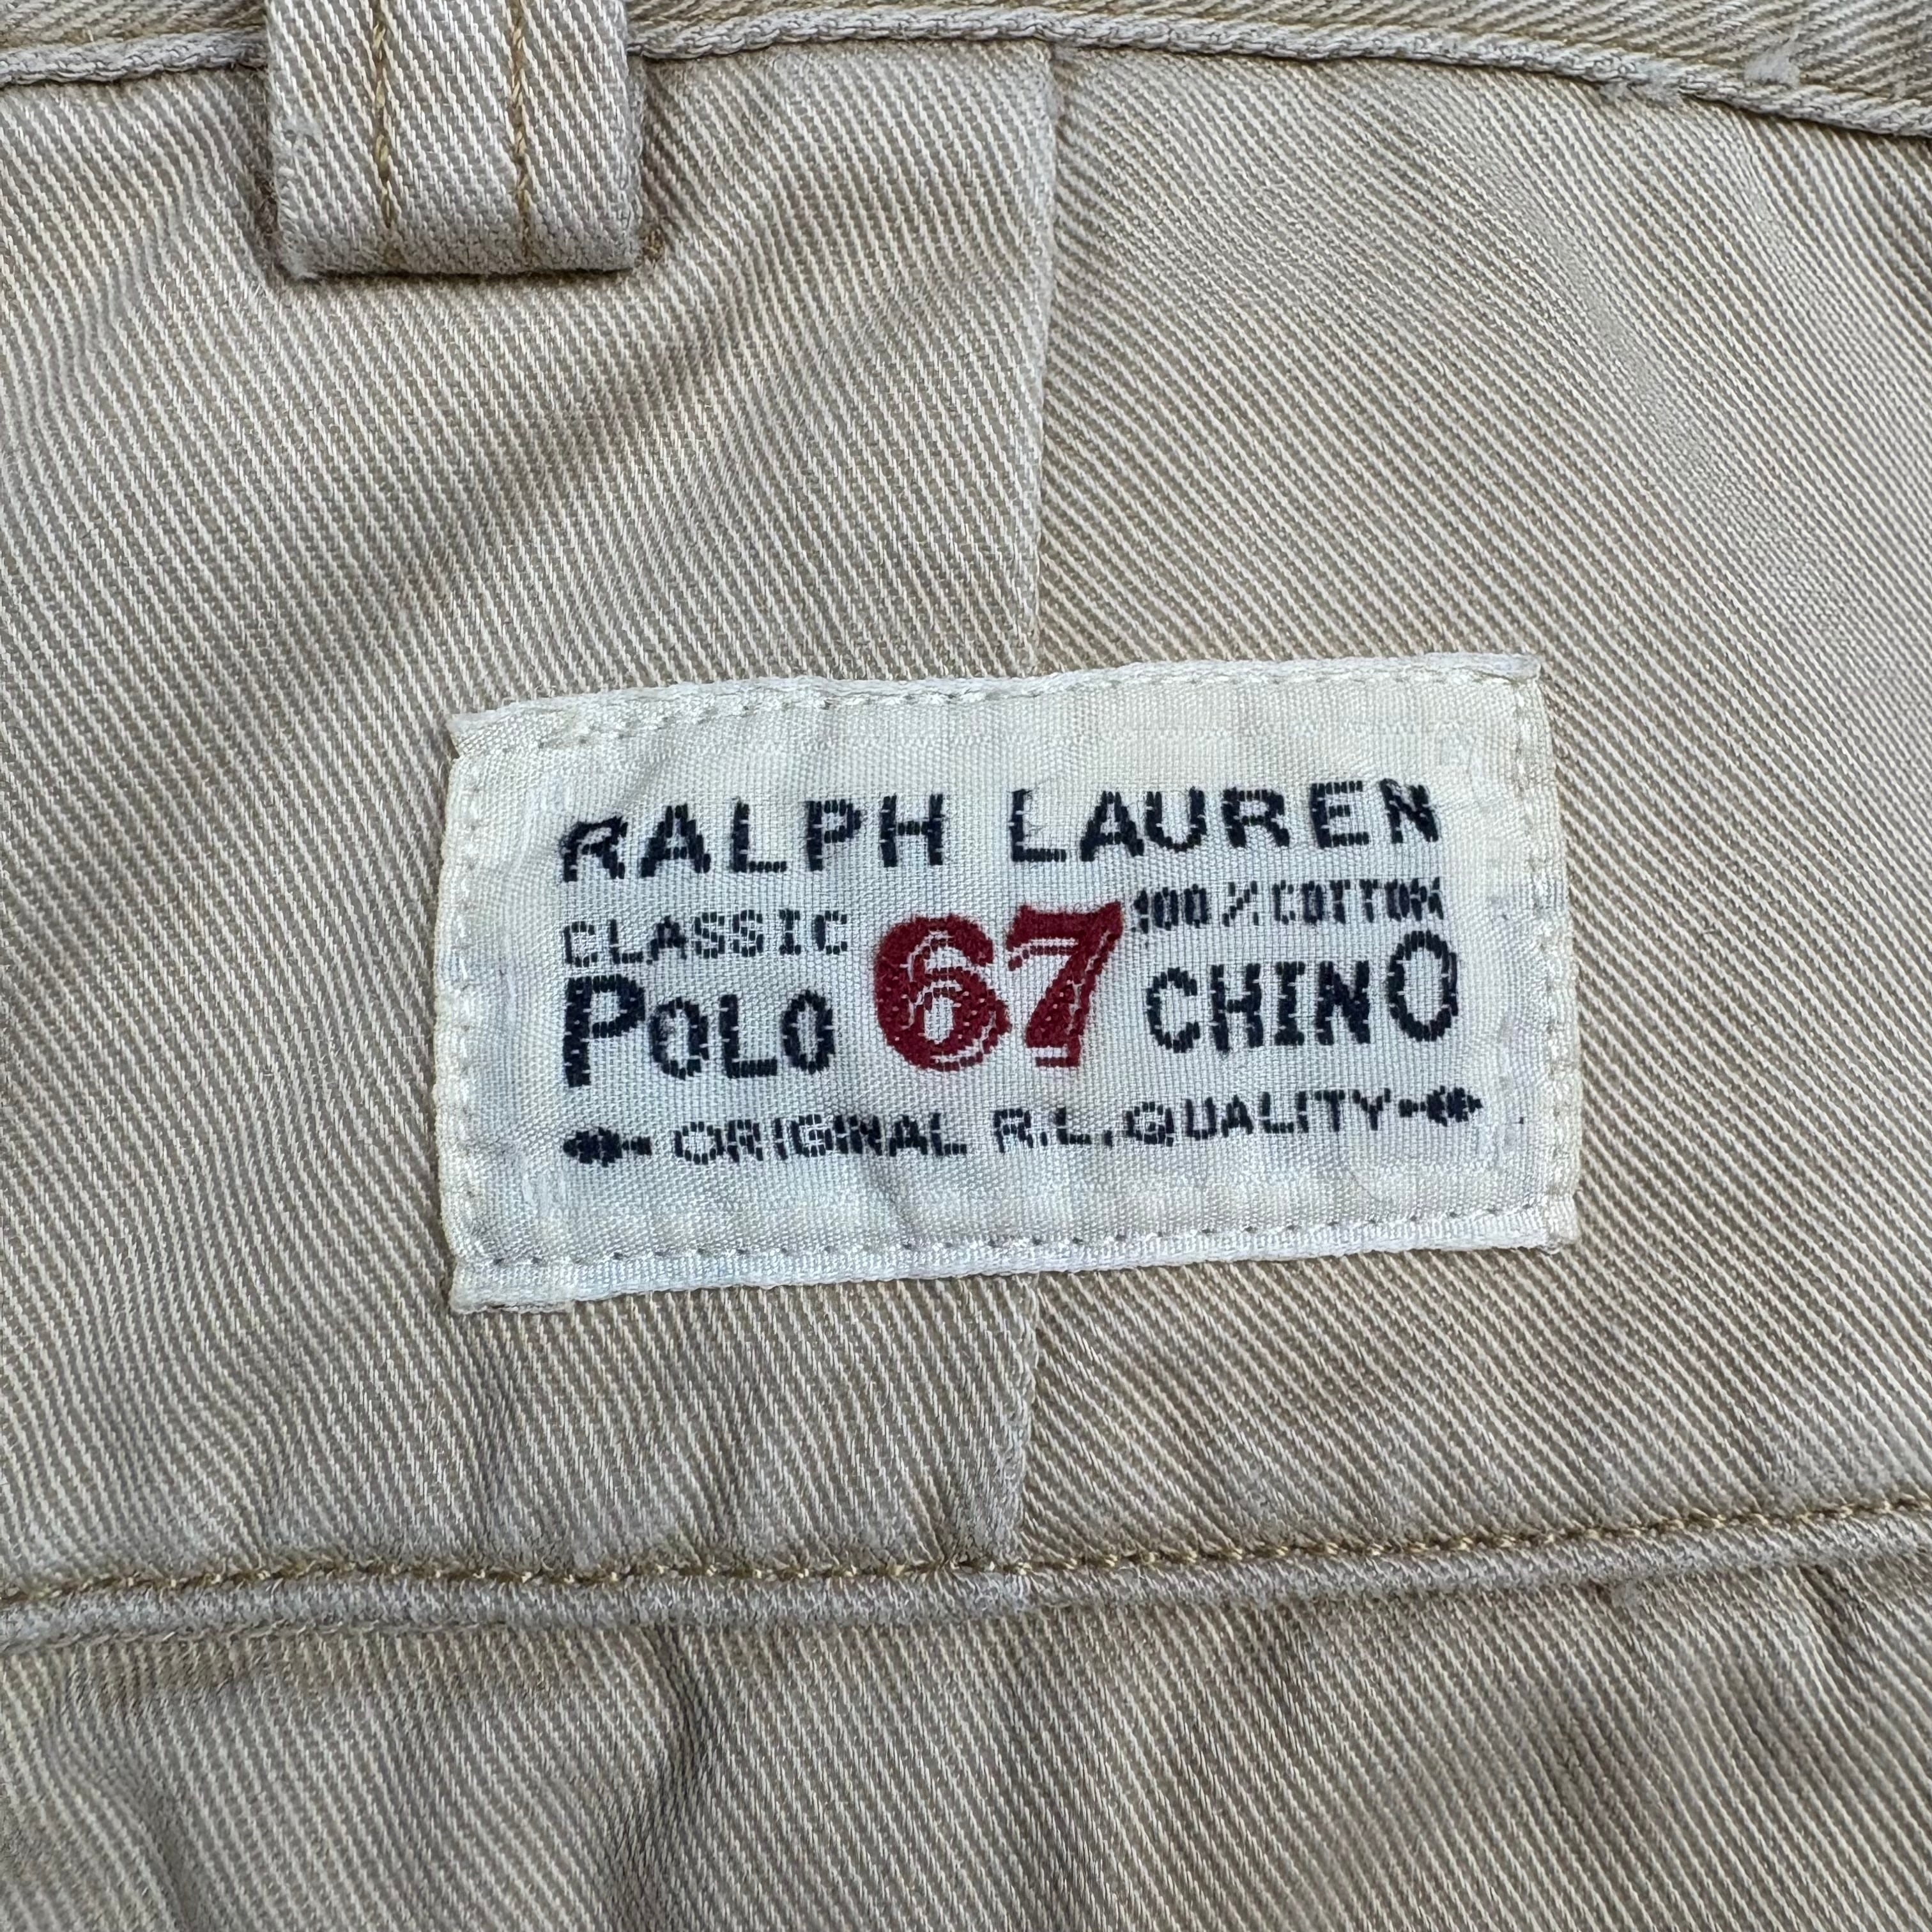 RALPH LAUREN
CLASSIC 100% COTTON
POLO 67 CHINO
ORIGINAL R.L. QUALITY